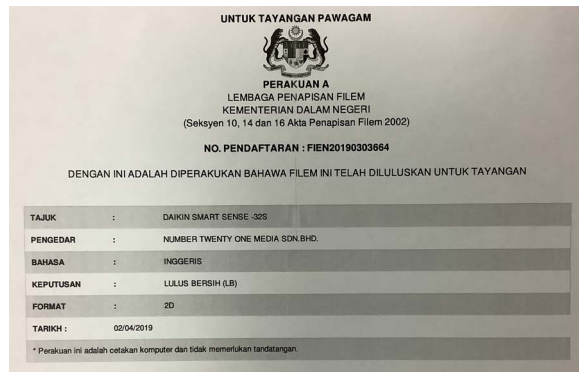 UNTUK TAYANGAN PAWAGAM
PERAKUAN A
LEMBAGA PENAPISAN FILEM
KEMENTERIAN DALAM NEGERI
(Seksyen 10, 14 dan 16 Akta Penapisan Filem 2002)
NO. PENDAFTARAN : FIEN20190303664
DENGAN INI ADALAH DIPERAKUKAN BAHAWA FILEM INI TELAH DILULUSKAN UNTUK TAYANGAN
TAJUK : DAIKIN SMART SENSE -32S
PENGEDAR : NUMBER TWENTY ONE MEDIA SDN.BHD.
BAHASA : INGGERIS
KEPUTUSAN : LULUS BERSIH (LB)
FORMAT : 2D
TARIKH : 02/04/2019
* Perakuan ini adalah cetakan komputer dan tidak memerlukan tandatangan.